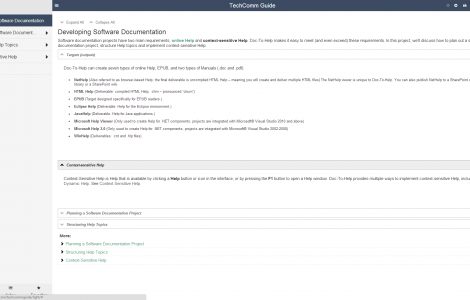 TechComm Guide
oftware Documentation
Software Document...
p Topics
tive Help
Expand All
Collapse All
Developing Software Documentation
Software documentation projects have two main requirements, online Help and context-sensitive Help. Doc-To-Help makes it easy to meet (and even exceed) these requirements. In this project, we'll discuss how to plan out a
documentation project, structure Help topics and implement context-sensitive Help.
Targets (outputs)
Doc-To-Help can create seven types of online Help, EPUB, and two types of Manuals (.doc and .pdf).
NetHelp (Also referred to as browser-based Help, the final deliverable is uncompiled HTML Help – meaning you will create and deliver multiple HTML files) The NetHelp viewer is unique to Doc-To-Help. You can also publish NetHelp to a SharePoint
library or a SharePoint wiki.
HTML Help (Deliverable: compiled HTML Help, .chm – pronounced "chum")
EPUB (Target designed specifically for EPUB readers.)
Eclipse Help (Deliverable: Help for the Eclipse environment.)
JavaHelp (Deliverable: Help for Java applications.)
Microsoft Help Viewer (Only used to create Help for .NET components; projects are integrated with Microsoft® Visual Studio 2010 and above)
Microsoft Help 2.0 (Only used to create Help for .NET components; projects are integrated with Microsoft® Visual Studio 2002-2008)
WinHelp (Deliverables: .cnt and .hlp files)
Context-sensitive Help
Context-Sensitive Help is Help that is available by clicking a Help button or icon in the interface, or by pressing the F1 button to open a Help window. Doc-To-Help provides multiple ways to implement context-sensitive Help,
Dynamic Help. See Context Sensitive Help.
Planning a Software Documentation Project
Structuring Help Topics
More:
Planning a Software Documentation Project
Structuring Help Topics
Context Sensitive Help